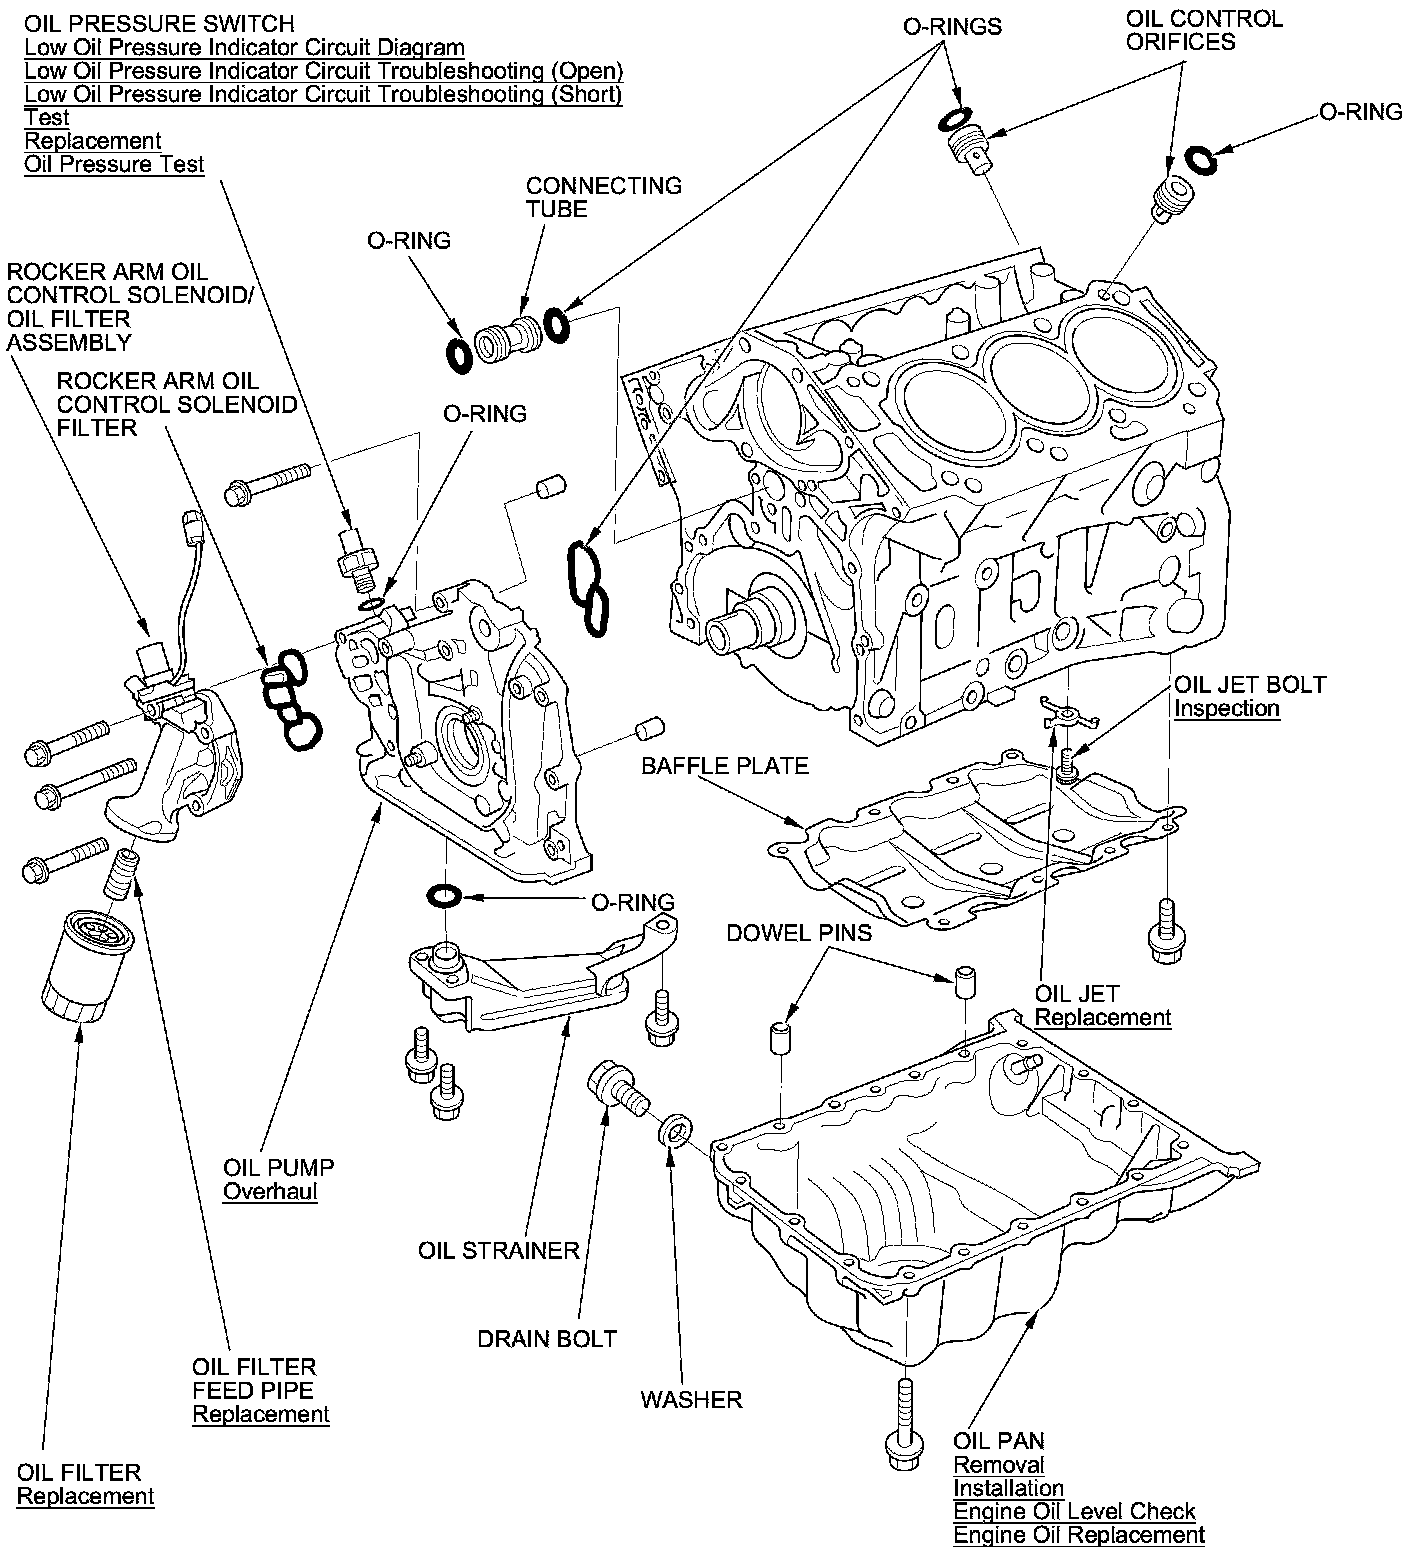 OIL PRESSURE SWITCH
Low Oil Pressure Indicator Circuit Diagram
Low Oil Pressure Indicator Circuit Troubleshooting (Open)
Low Oil Pressure Indicator Circuit Troubleshooting (Short)
Test
Replacement
Oil Pressure Test
O-RINGS
OIL CONTROL
ORIFICES
O-RING
CONNECTING
TUBE
O-RING
ROCKER ARM OIL
CONTROL SOLENOID/
OIL FILTER
ASSEMBLY
ROCKER ARM OIL
CONTROL SOLENOID
FILTER
O-RING
OIL JET BOLT
Inspection
BAFFLE PLATE
O-RING
DOWEL PINS
OIL JET
Replacement
OIL PUMP
Overhaul
OIL STRAINER
DRAIN BOLT
WASHER
OIL FILTER
FEED PIPE
Replacement
OIL FILTER
Replacement
OIL PAN
Removal
Installation
Engine Oil Level Check
Engine Oil Replacement